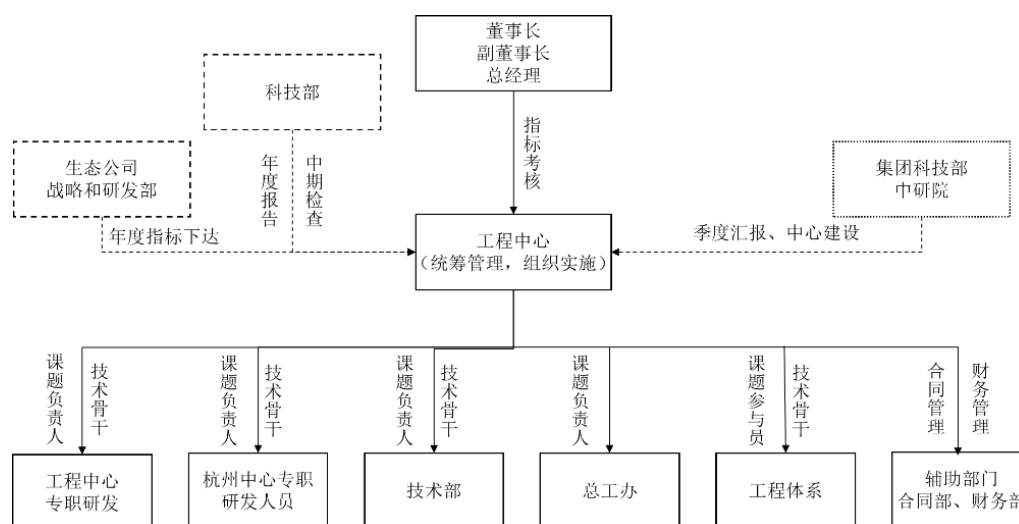 董事长
副董事长
总经理
科技部
指标考核
生态公司
战略和研发部
年度报告
中期检查
集团科技部
中研院
年度指标下达
工程中心
（统筹管理，组织实施）
季度汇报、中心建设
课题负责人
技术骨干
课题负责人
技术骨干
课题负责人
技术骨干
课题负责人
课题参与员
技术骨干
合同管理
财务管理
工程中心
专职研发
杭州中心专职
研发人员
技术部
总工办
工程体系
辅助部门
合同部、财务部